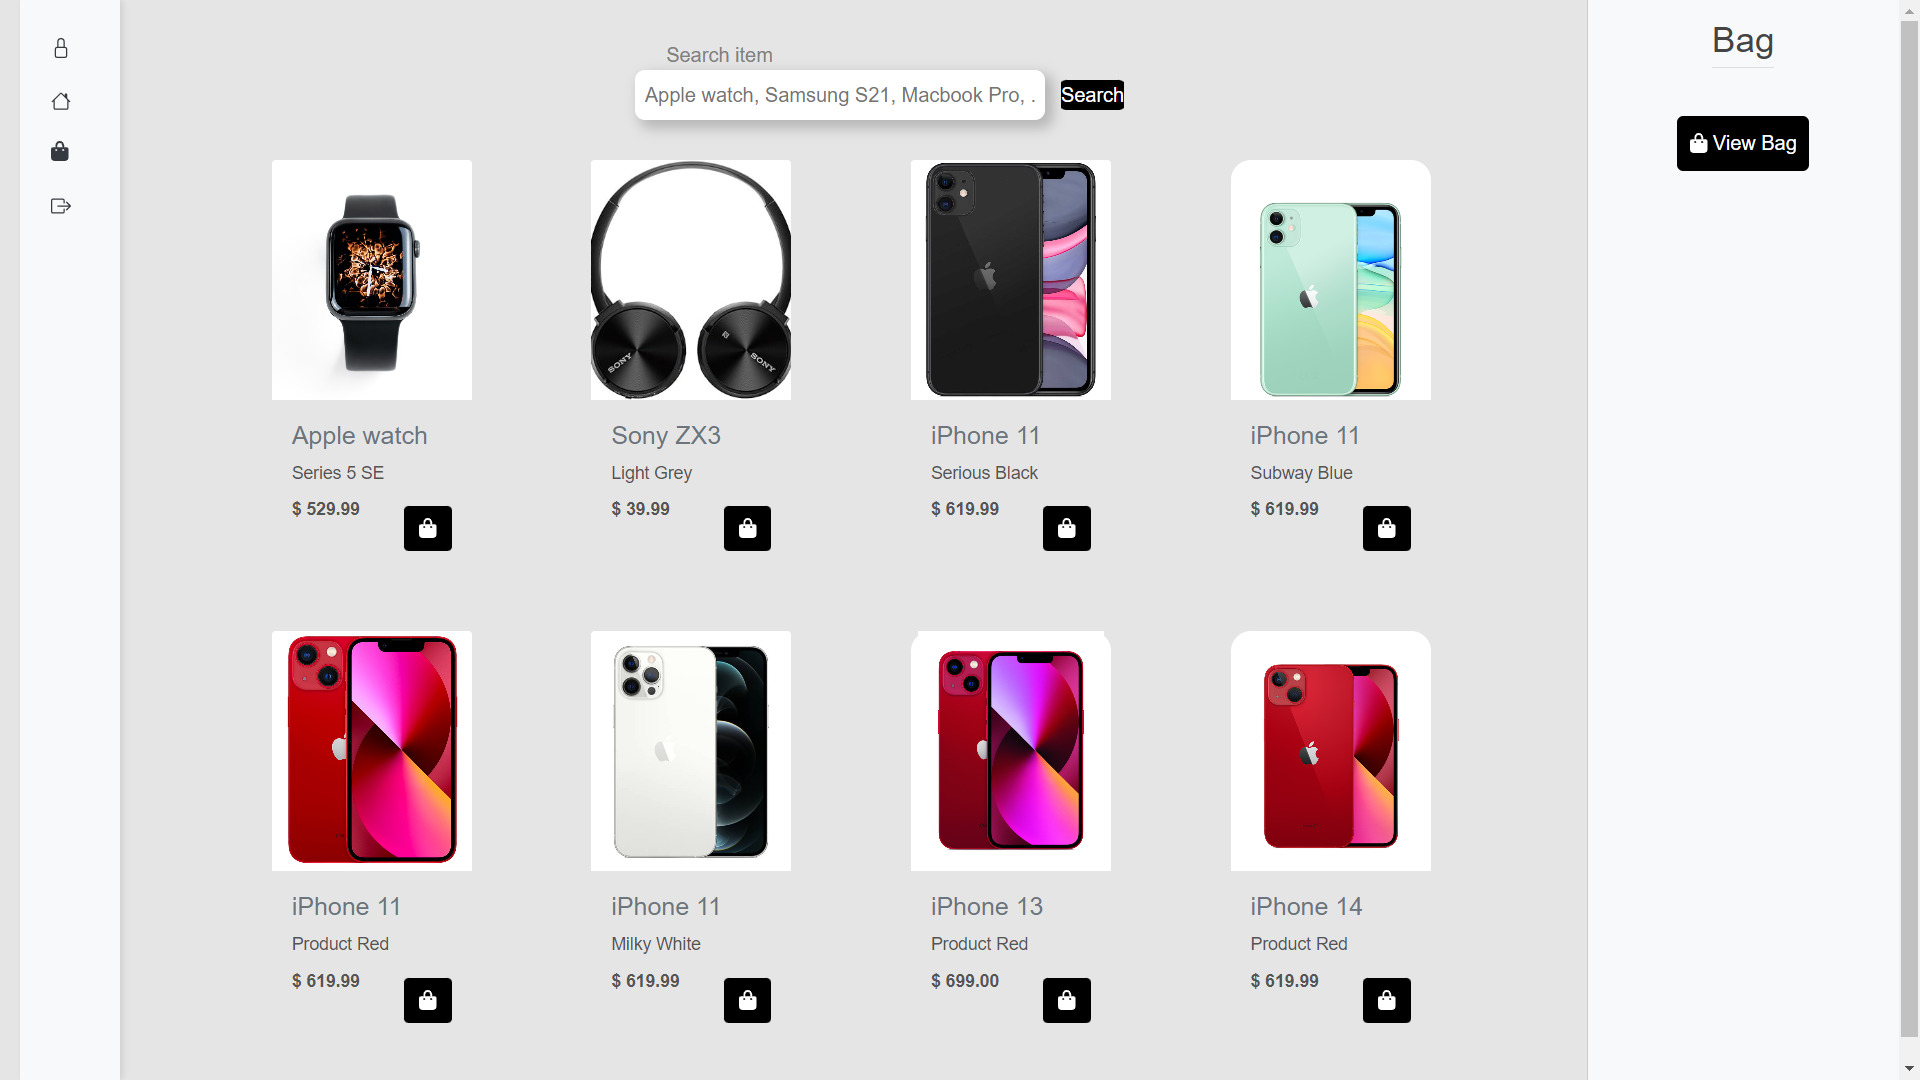 Search item
Apple watch, Samsung S21, Macbook Pro, .
Search
Bag
View Bag
SONY
SONY
Apple watch
Series 5 SE
$ 529.99
Sony ZX3
Light Grey
$ 39.99
iPhone 11
Serious Black
$ 619.99
iPhone 11
Subway Blue
$ 619.99
iPhone 11
Product Red
$ 619.99
iPhone 11
Milky White
$ 619.99
iPhone 13
Product Red
$ 699.00
iPhone 14
Product Red
$ 619.99